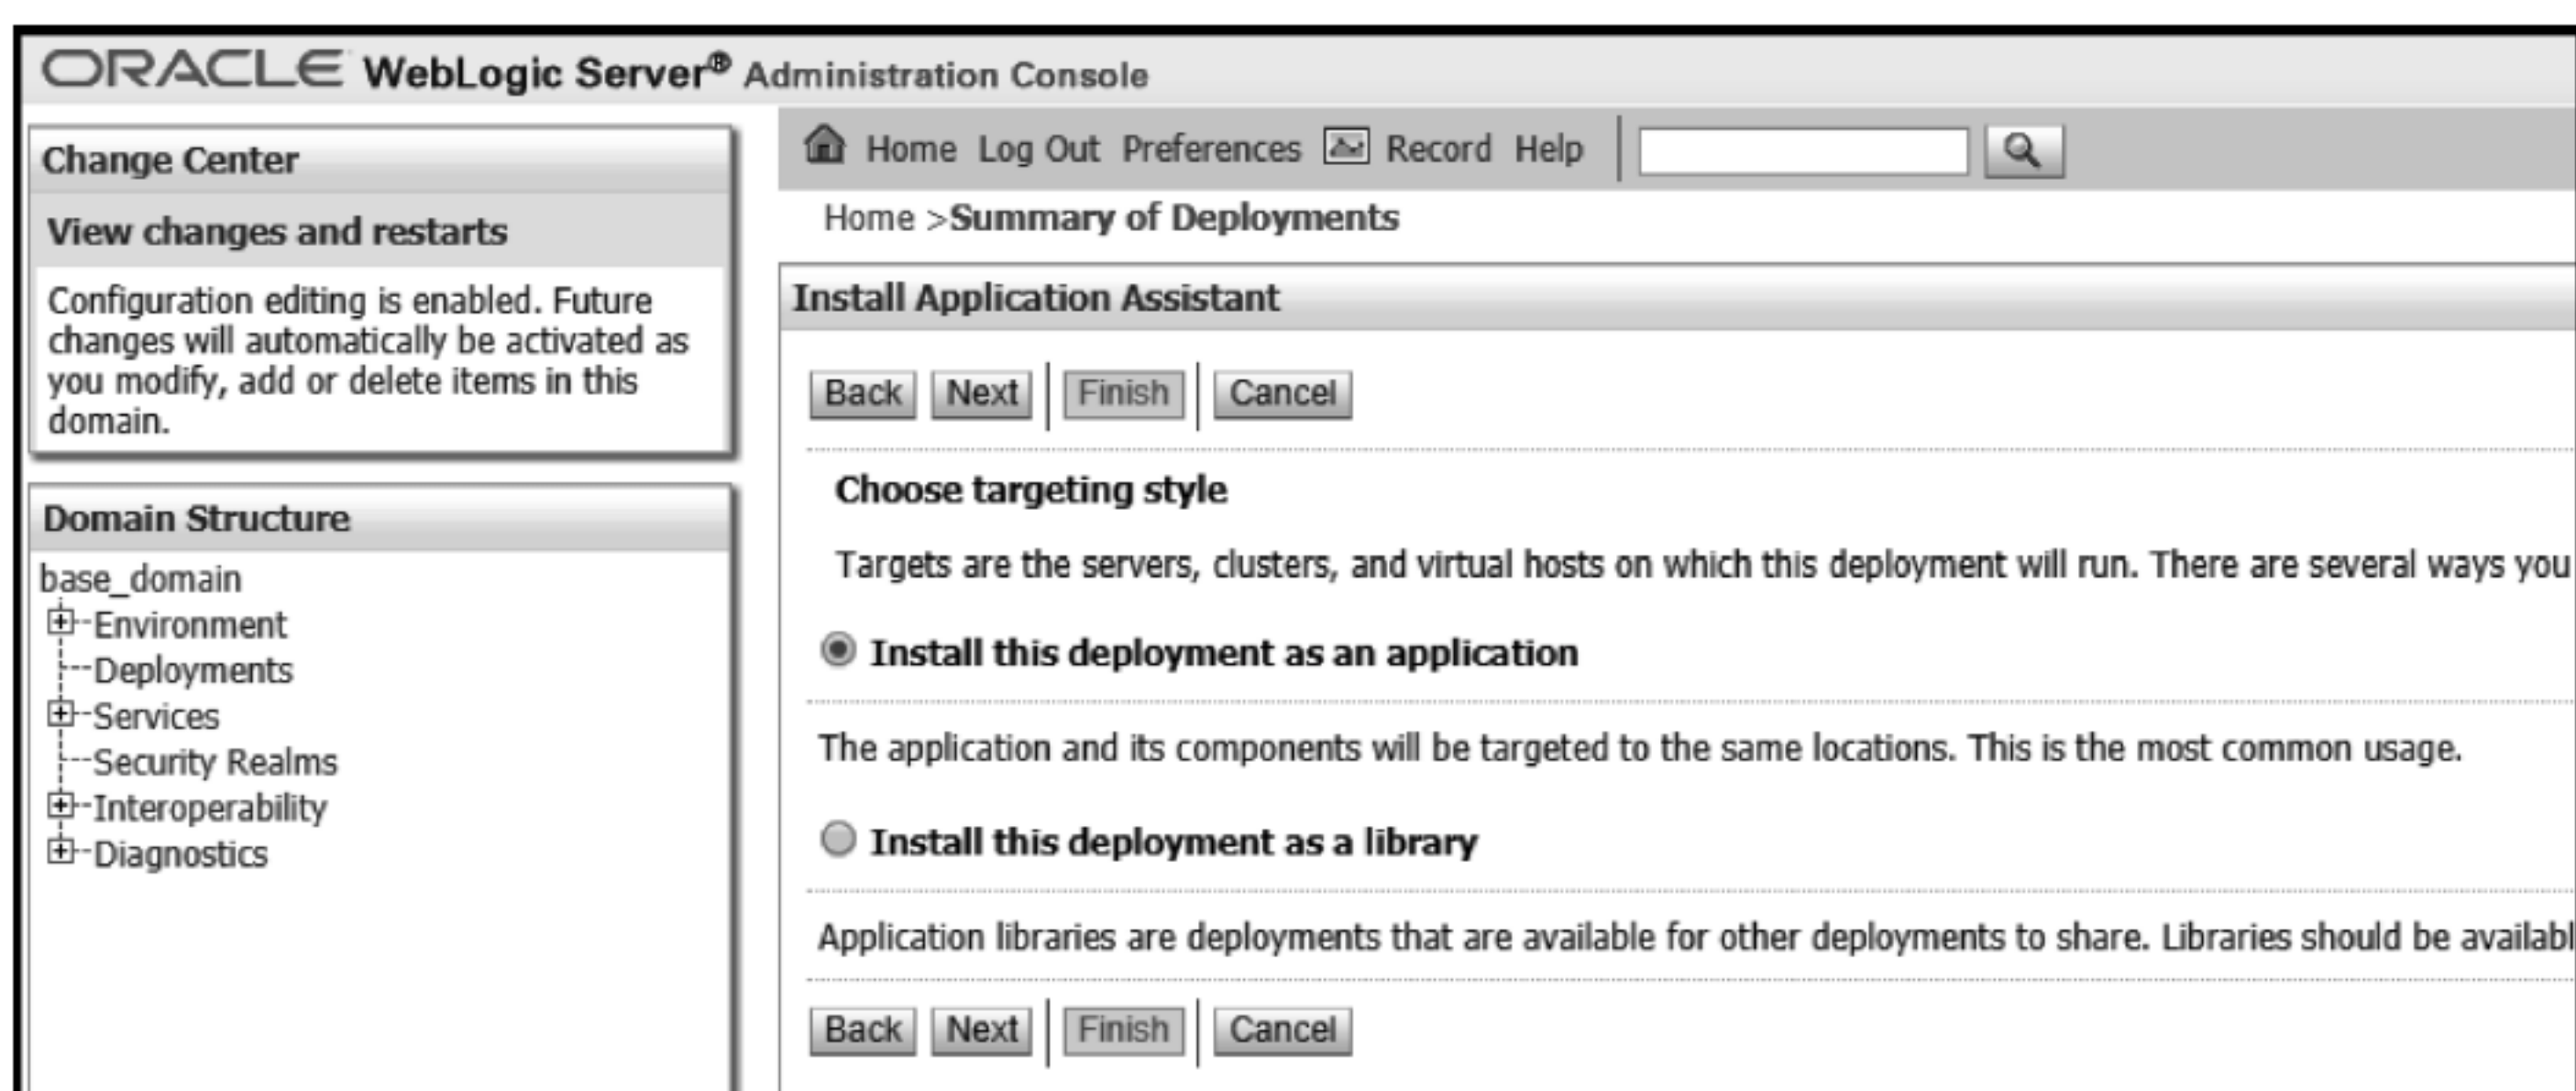 ORACLE WebLogic Server® Administration Console
Change Center
View changes and restarts
Configuration editing is enabled. Future
changes will automatically be activated as
you modify, add or delete items in this
domain.
Domain Structure
base_domain
Environment
Deployments
Services
Security Realms
Interoperability
Diagnostics
Home Log Out Preferences Record Help
Home >Summary of Deployments
Install Application Assistant
Back Next Finish Cancel
Choose targeting style
Targets are the servers, clusters, and virtual hosts on which this deployment will run. There are several ways you
Install this deployment as an application
The application and its components will be targeted to the same locations. This is the most common usage.
Install this deployment as a library
Application libraries are deployments that are available for other deployments to share. Libraries should be availabl
Back Next Finish Cancel